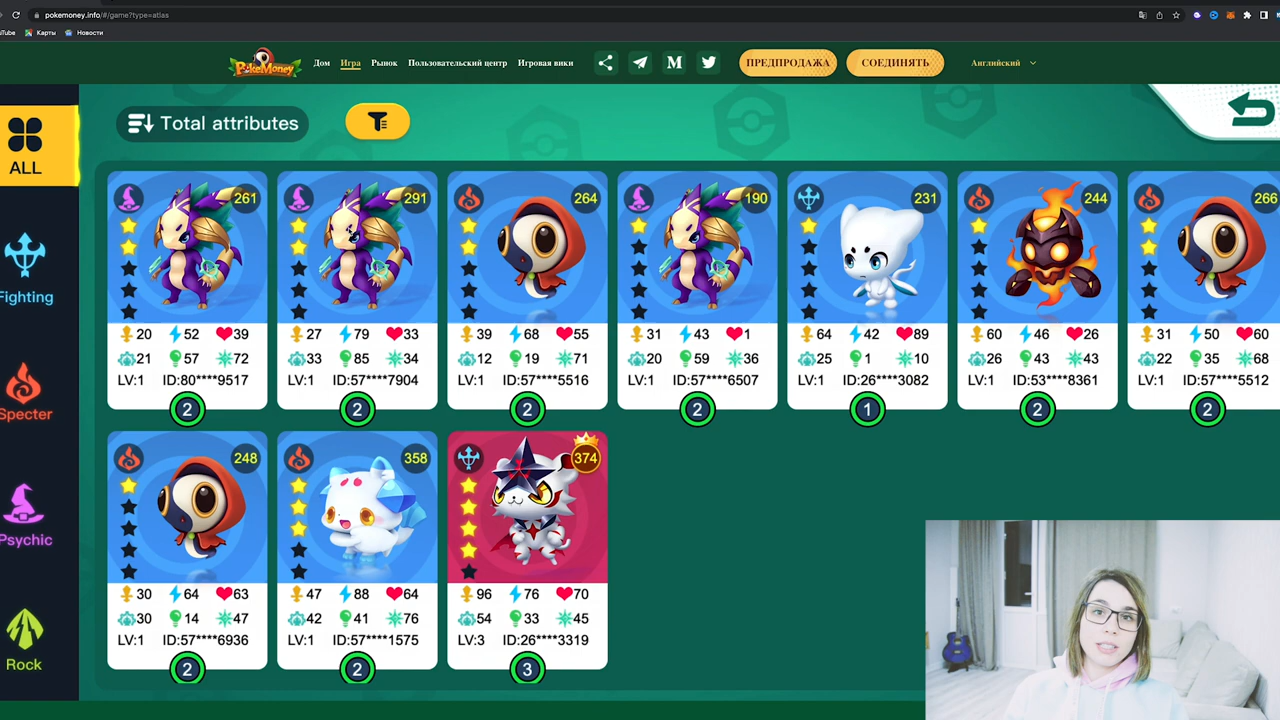 pokemoney.info/#/game?type=atlas
Tube Карты Новости
PokeMoney Дом Игра Рынок Пользовательский центр Игровая вики M ПРЕДПРОДАЖА СОЕДИНЯТЬ Английский
Total attributes
ALL
Fighting
Specter
Psychic
Rock
261 291 264 190 231 244 266
20 52 39 27 79 33 39 68 55 31 43 1 64 42 89 60 46 26 31 50 60
21 57 72 33 85 34 12 19 71 20 59 36 25 1 10 26 43 43 22 35 68
LV:1 ID:80****9517 LV:1 ID:57****7904 LV:1 ID:57****5516 LV:1 ID:57****6507 LV:1 ID:26****3082 LV:1 ID:53****8361 LV:1 ID:57****5512
2 2 2 2 1 2 2
248 358 374
30 64 63 47 88 64 96 76 70
30 14 47 42 41 76 54 33 45
LV:1 ID:57****6936 LV:1 ID:57****1575 LV:3 ID:26****3319
2 2 3